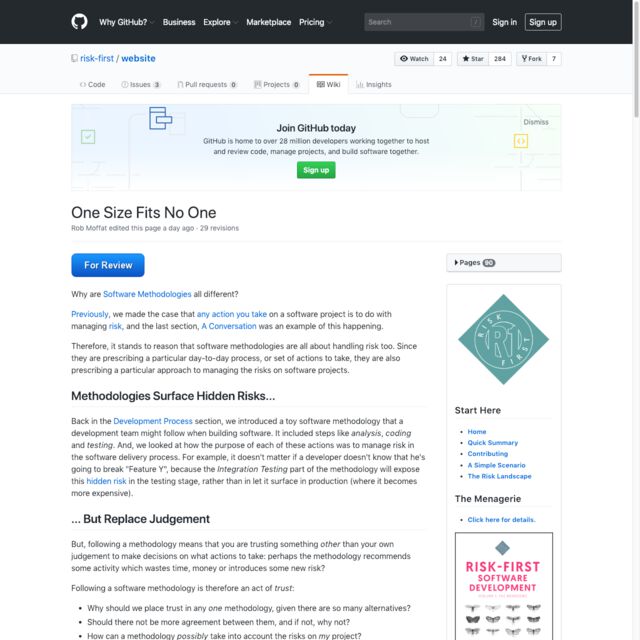 Why GitHub? Business Explore Marketplace Pricing Search / Sign in Sign up
risk-first / website Watch 24 Star 284 Fork 7
Code Issues 3 Pull requests 0 Projects 0 Wiki Insights
Join GitHub today
Dismiss
GitHub is home to over 28 million developers working together to host
and review code, manage projects, and build software together.
Sign up
One Size Fits No One
Rob Moffat edited this page a day ago · 29 revisions
For Review
Why are Software Methodologies all different?
Previously, we made the case that any action you take on a software project is to do with
managing risk, and the last section, A Conversation was an example of this happening.
Therefore, it stands to reason that software methodologies are all about handling risk too. Since
they are prescribing a particular day-to-day process, or set of actions to take, they are also
prescribing a particular approach to managing the risks on software projects.
Methodologies Surface Hidden Risks...
Back in the Development Process section, we introduced a toy software methodology that a
development team might follow when building software. It included steps like analysis, coding
and testing. And, we looked at how the purpose of each of these actions was to manage risk in
the software delivery process. For example, it doesn't matter if a developer doesn't know that he's
going to break "Feature Y", because the Integration Testing part of the methodology will expose
this hidden risk in the testing stage, rather than in let it surface in production (where it becomes
more expensive).
... But Replace Judgement
But, following a methodology means that you are trusting something other than your own
judgement to make decisions on what actions to take: perhaps the methodology recommends
some activity which wastes time, money or introduces some new risk?
Following a software methodology is therefore an act of trust:
• Why should we place trust in any one methodology, given there are so many alternatives?
• Should there not be more agreement between them, and if not, why not?
• How can a methodology possibly take into account the risks on my project?
Pages 90
RISK
R1
FIRST
Start Here
• Home
• Quick Summary
• Contributing
• A Simple Scenario
• The Risk Landscape
The Menagerie
• Click here for details.
RISK-FIRST
SOFTWARE
DEVELOPMENT